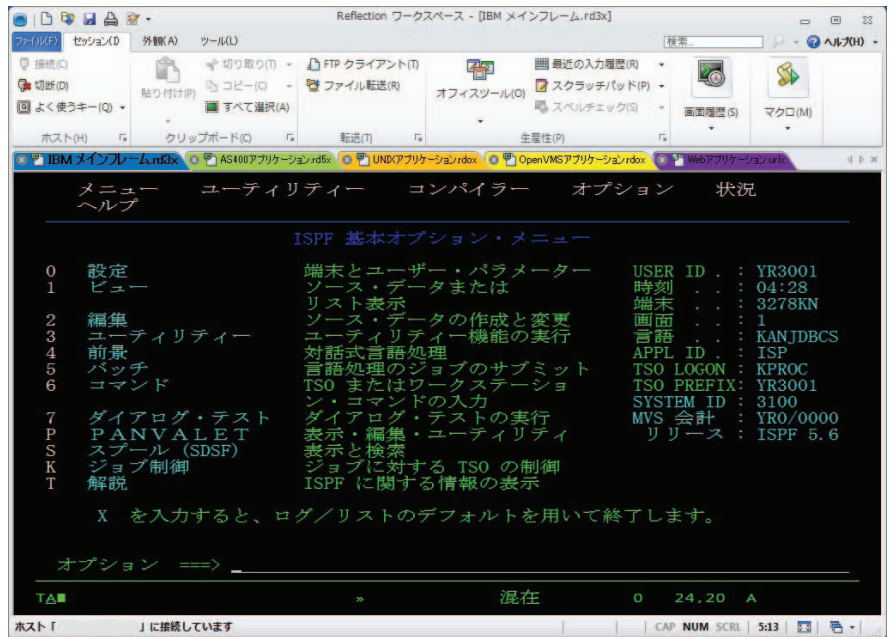 Reflection ワークスペース - [IBM メインフレーム.rd3x]
ファイル(F) セッション(I) 外観(A) ツール(L) 検索... ヘルプ(H)
接続(C) 貼り付け(P) 切り取り(T) FTP クライアント(T) オフィスツール(O) 最近の入力履歴(R) 画面履歴(S) マクロ(M)
切断(D) コピー(C) ファイル転送(R) スクラッチパッド(P)
よく使うキー(Q) すべて選択(A) スペルチェック(S)
ホスト(H) クリップボード(C) 転送(T) 生産性(P)
IBM メインフレーム.rd3x AS400アプリケーション.rd5x UNIXアプリケーション.rdox OpenVMSアプリケーション.rdox Webアプリケーション.urlx
メニュー ユーティリティー コンパイラー オプション 状況
ヘルプ
ISPF 基本オプション・メニュー
0 設定 端末とユーザー・パラメーター USER ID . : YR3001
1 ビュー ソース・データまたは 時刻 . . : 04:28
リスト表示 端末 . . : 3278KN
2 編集 ソース・データの作成と変更 画面 . . : 1
3 ユーティリティー ユーティリティー機能の実行 言語 . . : KANJDBCS
4 前景 対話式言語処理 APPL ID . : ISP
5 バッチ 言語処理のジョブのサブミット TSO LOGON : KPROC
6 コマンド TSO またはワークステーショ TSO PREFIX: YR3001
ン・コマンドの入力 SYSTEM ID : 3100
7 ダイアログ・テスト ダイアログ・テストの実行 MVS 会計 : YR0/0000
P PANVALET 表示・編集・ユーティリティ リリース : ISPF 5.6
S スプール (SDSF) 表示と検索
K ジョブ制御 ジョブに対する TSO の制御
T 解説 ISPF に関する情報の表示
X を入力すると、ログ/リストのデフォルトを用いて終了します。
オプション ===> _
TA » 混在 0 24,20 A
ホスト「 」に接続しています CAP NUM SCRL 5:13